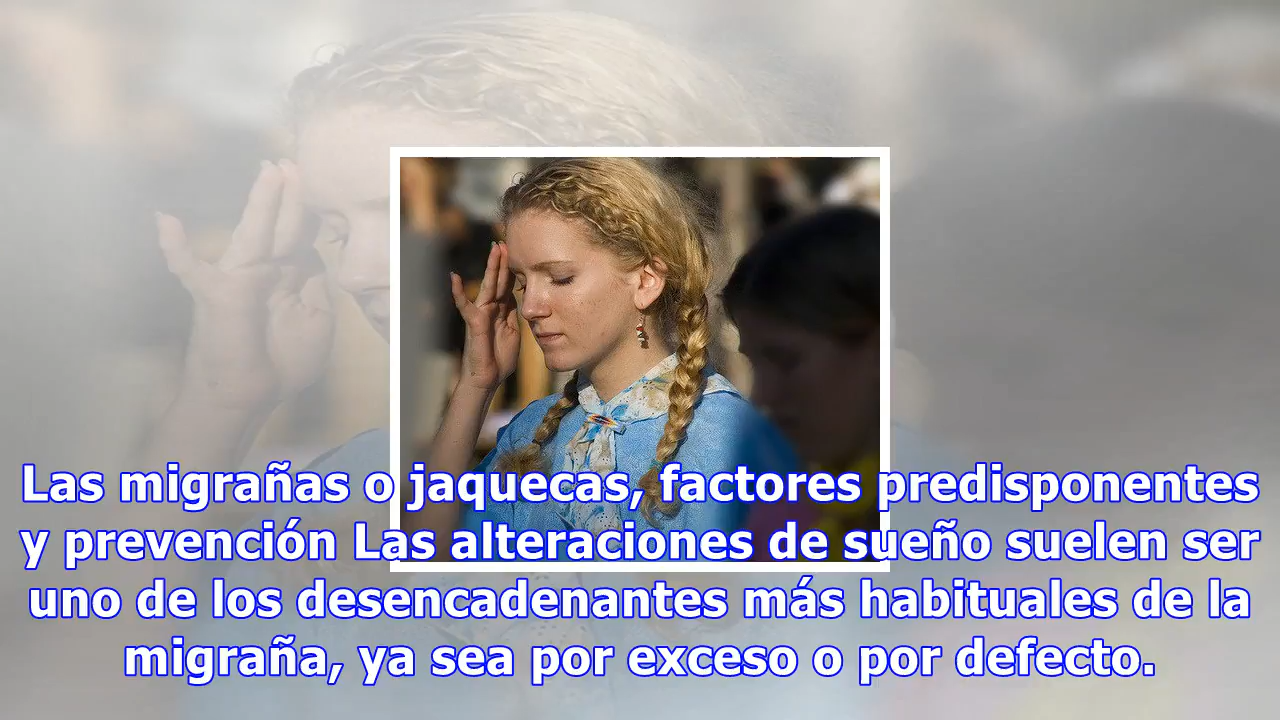 Las migrañas o jaquecas, factores predisponentes
y prevención Las alteraciones de sueño suelen ser
uno de los desencadenantes más habituales de la
migraña, ya sea por exceso o por defecto.